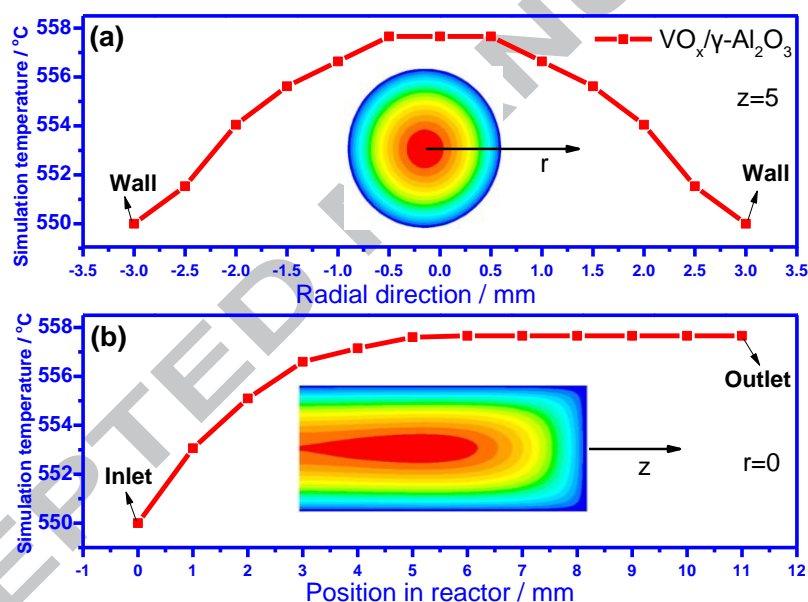 (a)
VOₓ/γ-Al₂O₃
z=5
Wall
Wall
r
Simulation temperature / °C
558
556
554
552
550
-3.5 -3.0 -2.5 -2.0 -1.5 -1.0 -0.5 0.0 0.5 1.0 1.5 2.0 2.5 3.0 3.5
Radial direction / mm
(b)
Outlet
Inlet
z
r=0
Simulation temperature / °C
558
556
554
552
550
-1 0 1 2 3 4 5 6 7 8 9 10 11 12
Position in reactor / mm